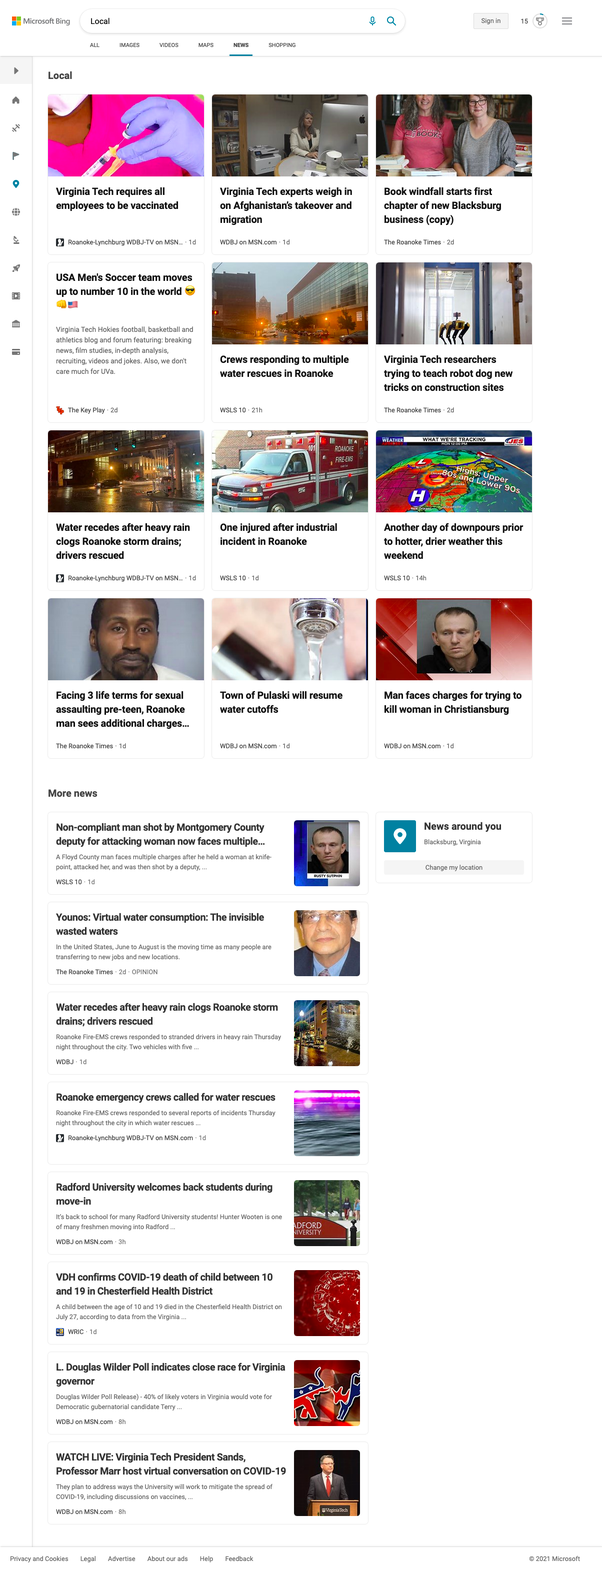 Microsoft Bing
Local
Sign in
15
ALL IMAGES VIDEOS MAPS NEWS SHOPPING
Local
Virginia Tech requires all
employees to be vaccinated
Roanoke-Lynchburg WDBJ-TV on MSN... · 1d
Virginia Tech experts weigh in
on Afghanistan's takeover and
migration
WDBJ on MSN.com · 1d
Book windfall starts first
chapter of new Blacksburg
business (copy)
The Roanoke Times · 2d
USA Men's Soccer team moves
up to number 10 in the world 😎
👊🇺🇸
Virginia Tech Hokies football, basketball and
athletics blog and forum featuring: breaking
news, film studies, in-depth analysis,
recruiting, videos and jokes. Also, we don't
care much for UVa.
The Key Play · 2d
Crews responding to multiple
water rescues in Roanoke
WSLS 10 · 21h
Virginia Tech researchers
trying to teach robot dog new
tricks on construction sites
The Roanoke Times · 2d
Water recedes after heavy rain
clogs Roanoke storm drains;
drivers rescued
Roanoke-Lynchburg WDBJ-TV on MSN... · 1d
ROANOKE
FIRE-EMS
One injured after industrial
incident in Roanoke
WSLS 10 · 1d
WEATHER WHAT WE'RE TRACKING
Highs: Upper
80s and Lower 90s
H
Another day of downpours prior
to hotter, drier weather this
weekend
WSLS 10 · 14h
Facing 3 life terms for sexual
assaulting pre-teen, Roanoke
man sees additional charges...
The Roanoke Times · 1d
Town of Pulaski will resume
water cutoffs
WDBJ on MSN.com · 1d
Man faces charges for trying to
kill woman in Christiansburg
WDBJ on MSN.com · 1d
More news
Non-compliant man shot by Montgomery County
deputy for attacking woman now faces multiple...
A Floyd County man faces multiple charges after he held a woman at knife-
point, attacked her, and was then shot by a deputy, ...
WSLS 10 · 1d
RUSTY SUTPHIN
News around you
Blacksburg, Virginia
Change my location
Younos: Virtual water consumption: The invisible
wasted waters
In the United States, June to August is the moving time as many people are
transferring to new jobs and new locations.
The Roanoke Times · 2d · OPINION
Water recedes after heavy rain clogs Roanoke storm
drains; drivers rescued
Roanoke Fire-EMS crews responded to stranded drivers in heavy rain Thursday
night throughout the city. Two vehicles with five ...
WDBJ · 1d
Roanoke emergency crews called for water rescues
Roanoke Fire-EMS crews responded to several reports of incidents Thursday
night throughout the city in which water rescues ...
Roanoke-Lynchburg WDBJ-TV on MSN.com · 1d
Radford University welcomes back students during
move-in
It's back to school for many Radford University students! Hunter Wooten is one
of many freshmen moving into Radford ...
WDBJ on MSN.com · 3h
ADFORD
NIVERSITY
VDH confirms COVID-19 death of child between 10
and 19 in Chesterfield Health District
A child between the age of 10 and 19 died in the Chesterfield Health District on
July 27, according to data from the Virginia ...
WRIC · 1d
L. Douglas Wilder Poll indicates close race for Virginia
governor
Douglas Wilder Poll Release) - 40% of likely voters in Virginia would vote for
Democratic gubernatorial candidate Terry ...
WDBJ on MSN.com · 8h
WATCH LIVE: Virginia Tech President Sands,
Professor Marr host virtual conversation on COVID-19
They plan to address ways the University will work to mitigate the spread of
COVID-19, including discussions on vaccines, ...
WDBJ on MSN.com · 8h
VirginiaTech
Privacy and Cookies Legal Advertise About our ads Help Feedback © 2021 Microsoft